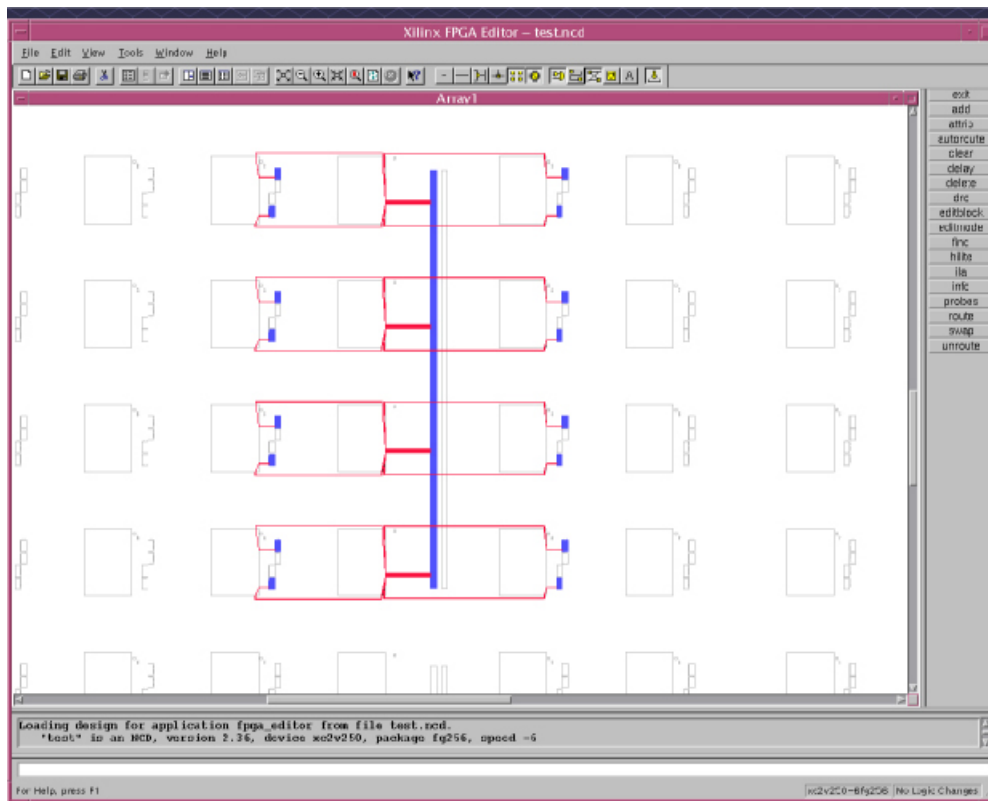 Xilinx FPGA Editor – test.ncd
File Edit View Tools Window Help
A
Array1
exit
add
attrib
autoroute
clear
delay
delete
drc
editblock
editmode
find
hilite
ila
info
probes
route
swap
unroute
Loading design for application fpga_editor from file test.ncd.
"test" is an NCD, version 2.36, device xc2v250, package fg256, speed -6
For Help, press F1
xc2v250-6fg256 No Logic Changes